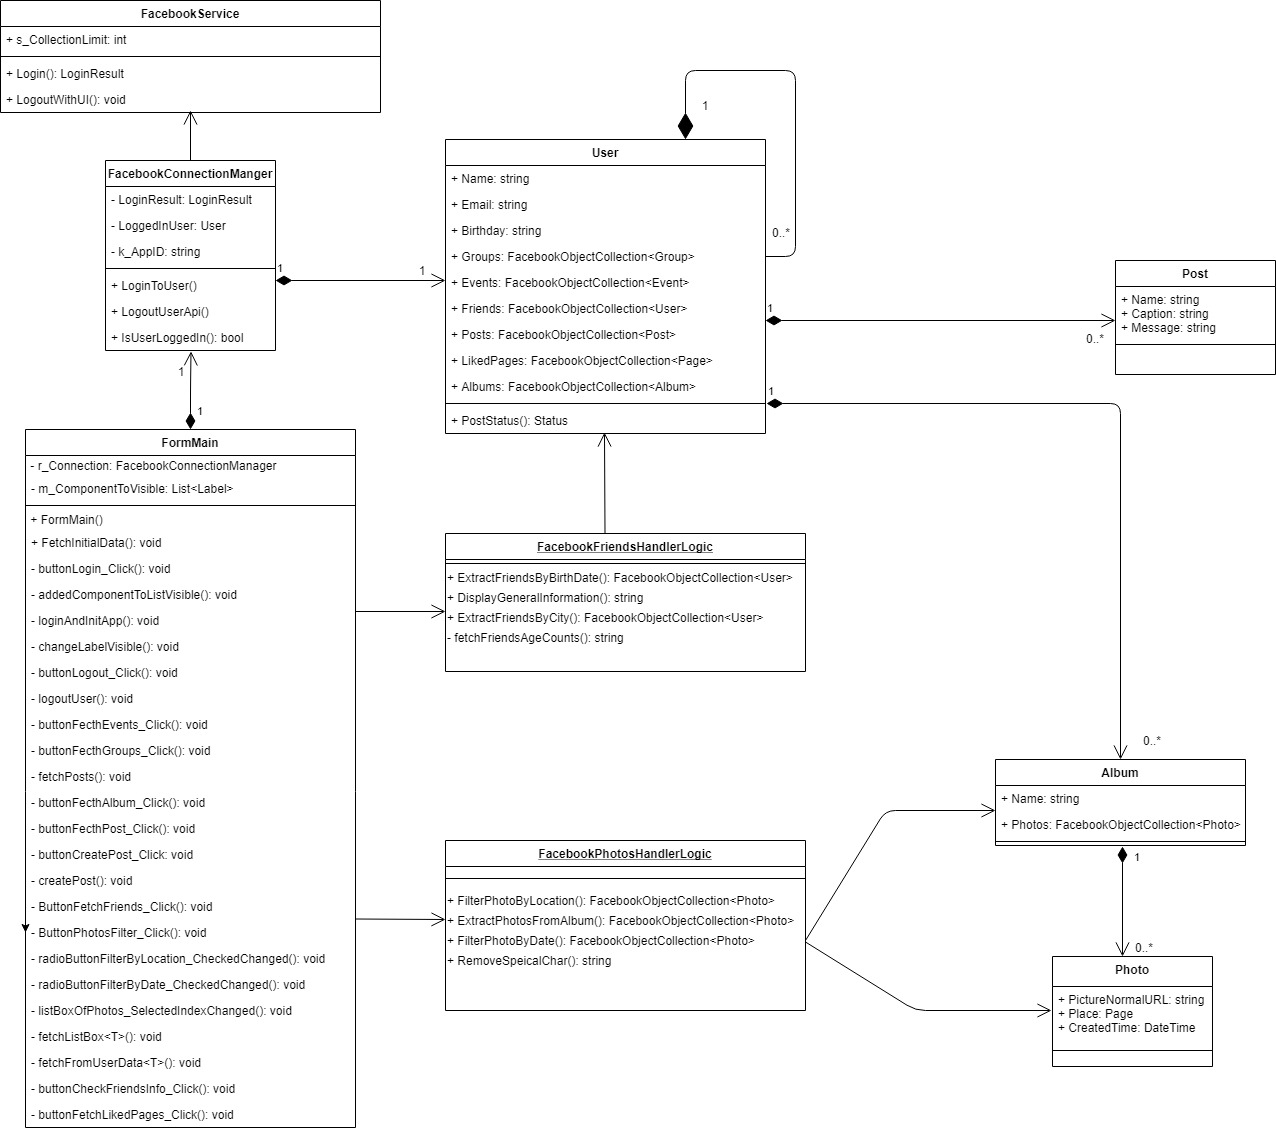 FacebookService
+ s_CollectionLimit: int
+ Login(): LoginResult
+ LogoutWithUI(): void
FacebookConnectionManger
- LoginResult: LoginResult
- LoggedInUser: User
- k_AppID: string
+ LoginToUser()
+ LogoutUserApi()
+ IsUserLoggedIn(): bool
1
1
1
1
FormMain
- r_Connection: FacebookConnectionManager
- m_ComponentToVisible: List<Label>
+ FormMain()
+ FetchInitialData(): void
- buttonLogin_Click(): void
- addedComponentToListVisible(): void
- loginAndInitApp(): void
- changeLabelVisible(): void
- buttonLogout_Click(): void
- logoutUser(): void
- buttonFecthEvents_Click(): void
- buttonFecthGroups_Click(): void
- fetchPosts(): void
- buttonFecthAlbum_Click(): void
- buttonFecthPost_Click(): void
- buttonCreatePost_Click: void
- createPost(): void
- ButtonFetchFriends_Click(): void
- ButtonPhotosFilter_Click(): void
- radioButtonFilterByLocation_CheckedChanged(): void
- radioButtonFilterByDate_CheckedChanged(): void
- listBoxOfPhotos_SelectedIndexChanged(): void
- fetchListBox<T>(): void
- fetchFromUserData<T>(): void
- buttonCheckFriendsInfo_Click(): void
- buttonFetchLikedPages_Click(): void
1
User
+ Name: string
+ Email: string
+ Birthday: string
+ Groups: FacebookObjectCollection<Group>
+ Events: FacebookObjectCollection<Event>
+ Friends: FacebookObjectCollection<User>
+ Posts: FacebookObjectCollection<Post>
+ LikedPages: FacebookObjectCollection<Page>
+ Albums: FacebookObjectCollection<Album>
+ PostStatus(): Status
0..*
1
0..*
1
Post
+ Name: string
+ Caption: string
+ Message: string
FacebookFriendsHandlerLogic
+ ExtractFriendsByBirthDate(): FacebookObjectCollection<User>
+ DisplayGeneralInformation(): string
+ ExtractFriendsByCity(): FacebookObjectCollection<User>
- fetchFriendsAgeCounts(): string
FacebookPhotosHandlerLogic
+ FilterPhotoByLocation(): FacebookObjectCollection<Photo>
+ ExtractPhotosFromAlbum(): FacebookObjectCollection<Photo>
+ FilterPhotoByDate(): FacebookObjectCollection<Photo>
+ RemoveSpeicalChar(): string
0..*
Album
+ Name: string
+ Photos: FacebookObjectCollection<Photo>
1
0..*
Photo
+ PictureNormalURL: string
+ Place: Page
+ CreatedTime: DateTime